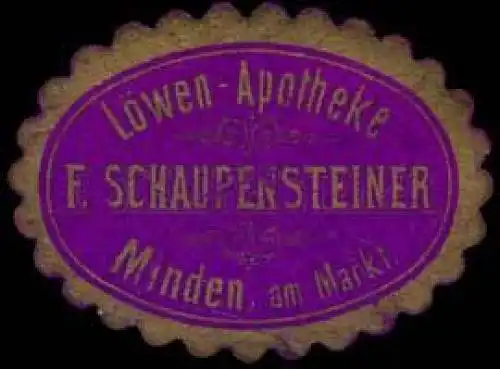 Löwen-Apotheke
F. SCHAUPENSTEINER
Minden, am Markt.